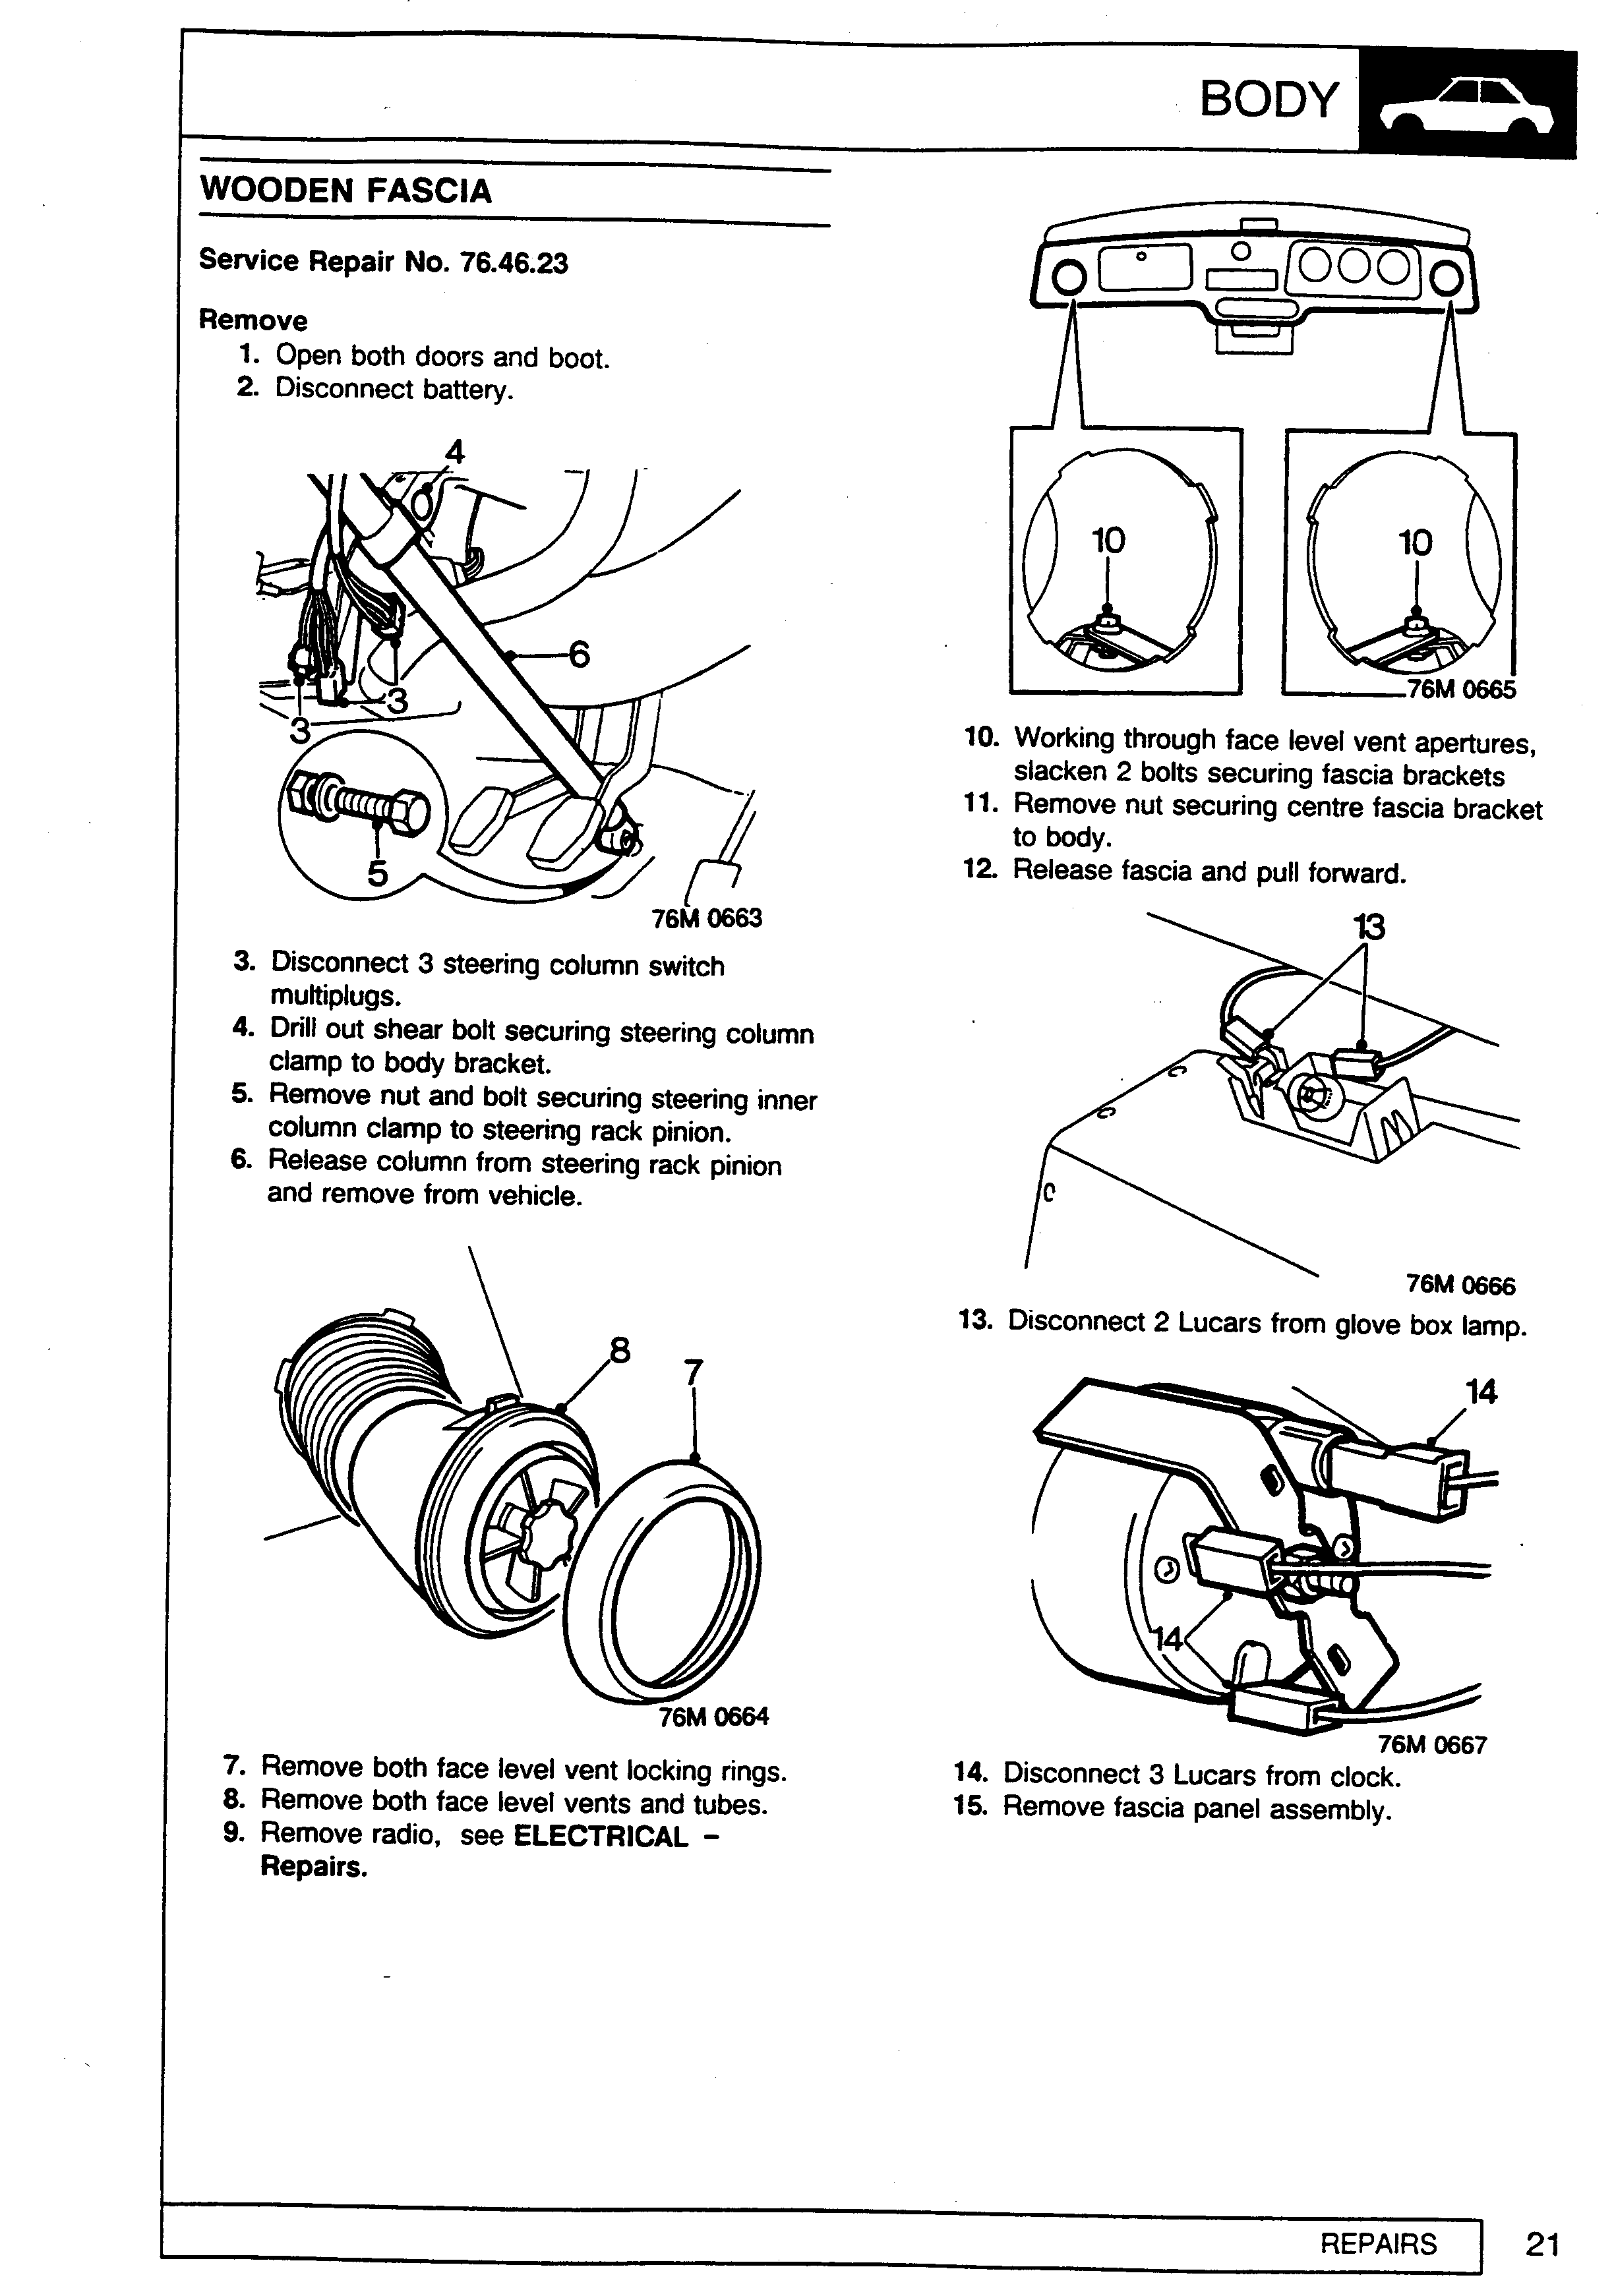 BODY
WOODEN FASCIA
Service Repair No. 76.46.23
Remove
1. Open both doors and boot.
2. Disconnect battery.
4
6
3
3
5
76M 0663
3. Disconnect 3 steering column switch
multiplugs.
4. Drill out shear bolt securing steering column
clamp to body bracket.
5. Remove nut and bolt securing steering inner
column clamp to steering rack pinion.
6. Release column from steering rack pinion
and remove from vehicle.
8
7
76M 0664
7. Remove both face level vent locking rings.
8. Remove both face level vents and tubes.
9. Remove radio, see ELECTRICAL -
Repairs.
10
10
76M 0665
10. Working through face level vent apertures,
slacken 2 bolts securing fascia brackets
11. Remove nut securing centre fascia bracket
to body.
12. Release fascia and pull forward.
13
76M 0666
13. Disconnect 2 Lucars from glove box lamp.
14
14
76M 0667
14. Disconnect 3 Lucars from clock.
15. Remove fascia panel assembly.
REPAIRS
21